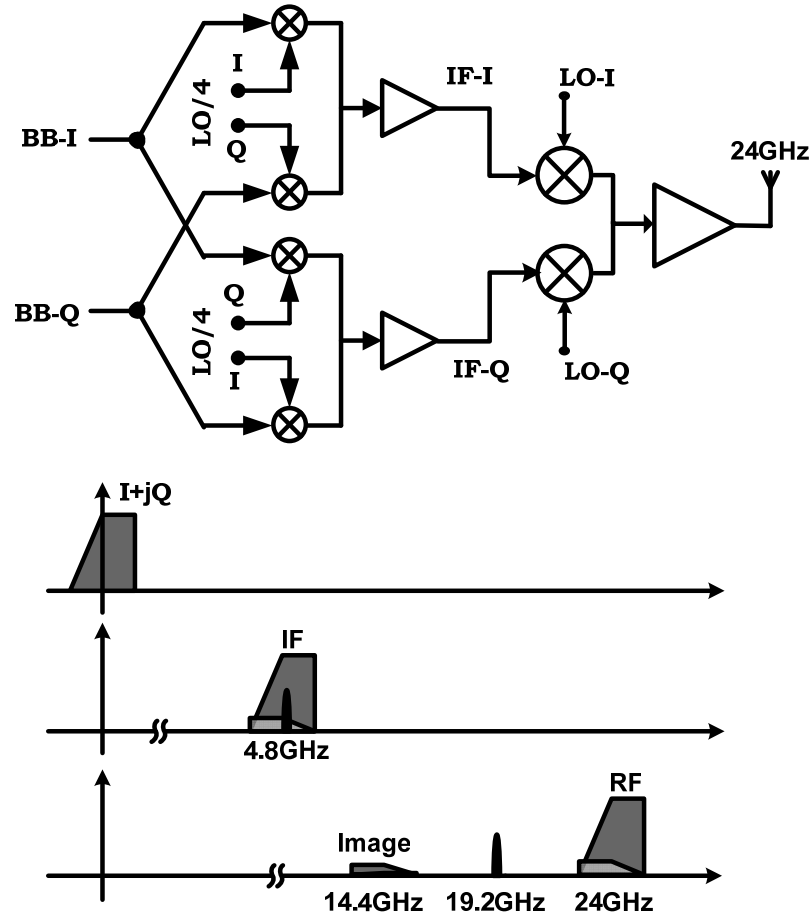 I
LO/4
Q
BB-I
IF-I
LO-I
24GHz
BB-Q
Q
LO/4
I
IF-Q
LO-Q
I+jQ
IF
4.8GHz
RF
Image
14.4GHz
19.2GHz
24GHz